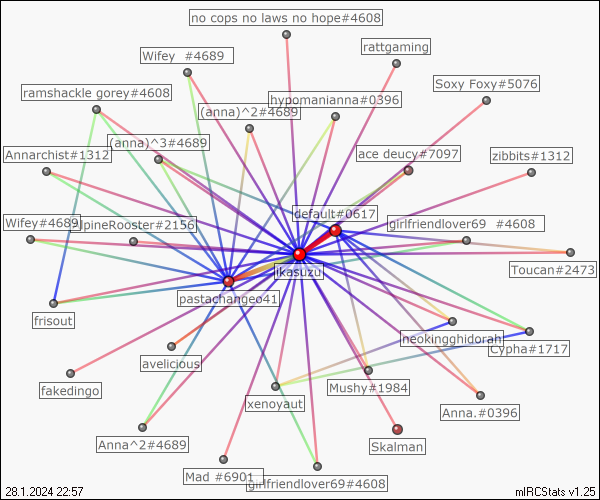 no cops no laws no hope#4608
rattgaming
Wifey #4689
Soxy Foxy#5076
ramshackle gorey#4608
hypomanianna#0396
(anna)^2#4689
(anna)^3#4689
Annarchist#1312
ace deucy#7097
zibbits#1312
default#0617
Wifey#4689
lpineRooster#2156
girlfriendlover69 #4608
Toucan#2473
ikasuzu
pastachangeo41
frisout
neokingghidorah
Cypha#1717
avelicious
fakedingo
Mushy#1984
xenoyaut
Anna.#0396
Anna^2#4689
Skalman
Mad #6901
girlfriendlover69#4608
28.1.2024 22:57
mIRCStats v1.25